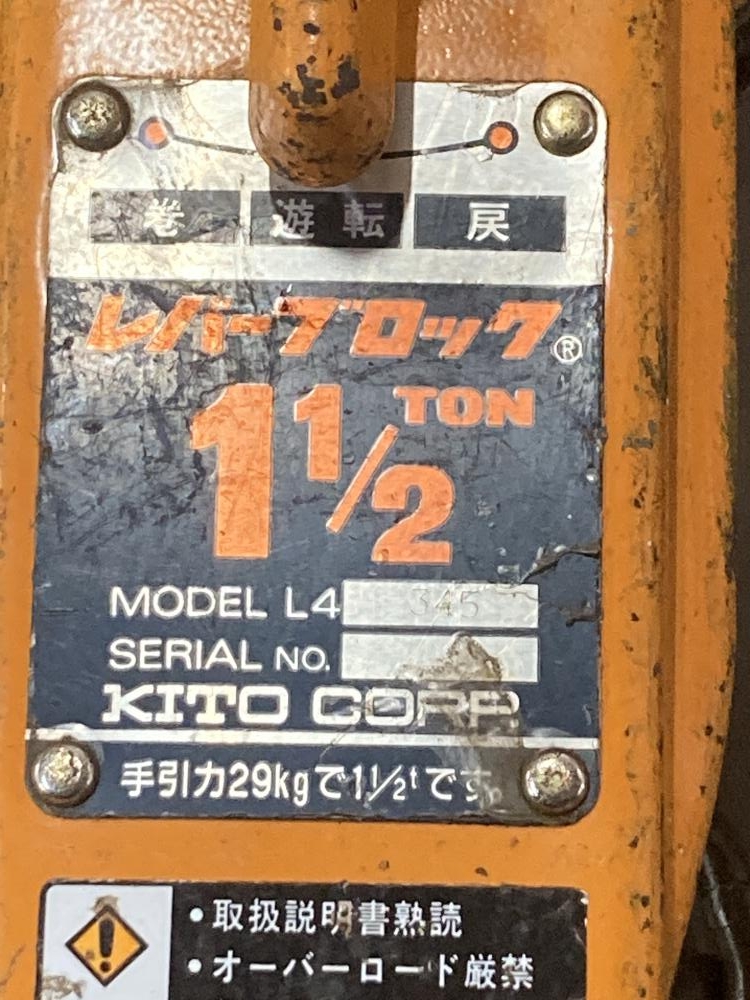 巻 遊転 戻
レバーブロック®
1 1/2 TON
MODEL L4 345
SERIAL NO.
KITO CORP
手引力29kgで1 1/2tです
・取扱説明書熟読
・オーバーロード厳禁